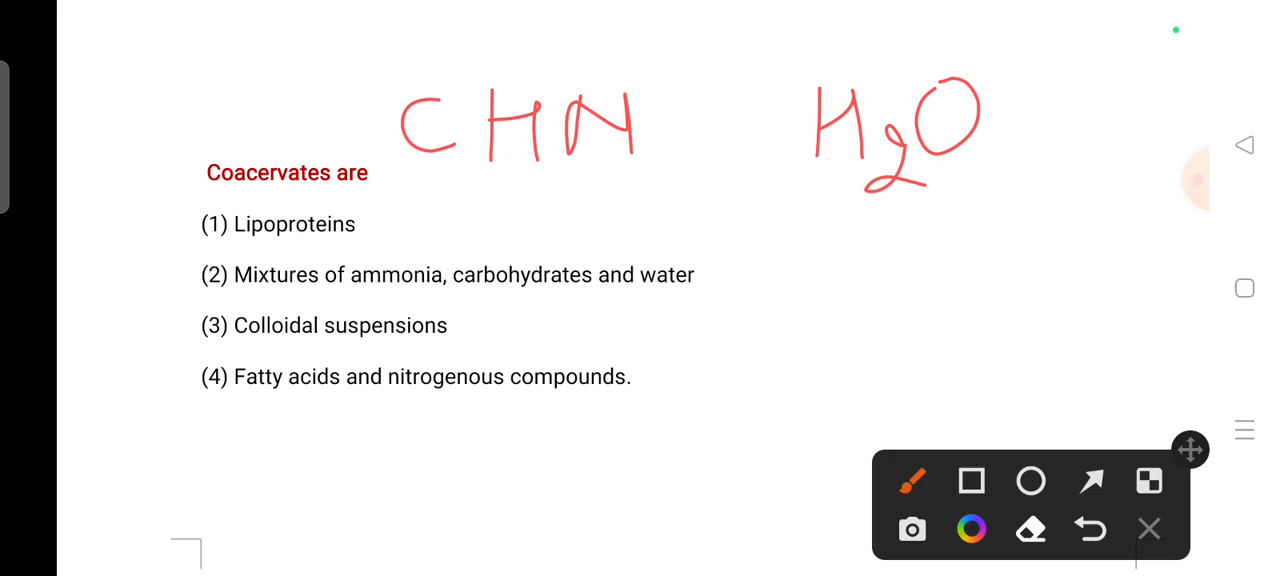 CHN H2O
Coacervates are
(1) Lipoproteins
(2) Mixtures of ammonia, carbohydrates and water
(3) Colloidal suspensions
(4) Fatty acids and nitrogenous compounds.